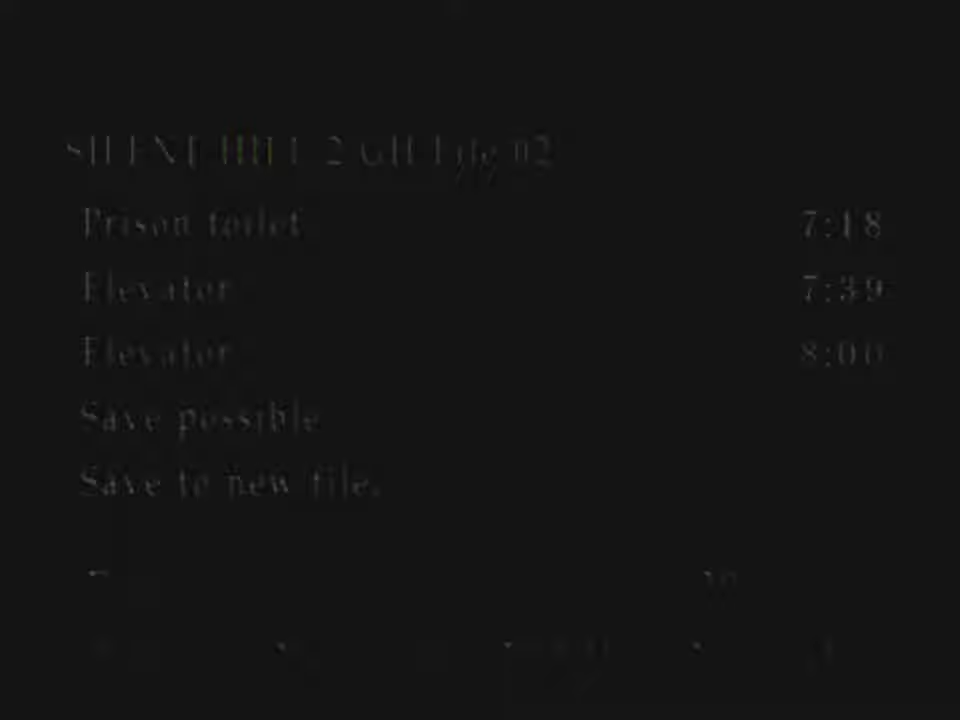 SILENT HILL 2 GH File 02
Prison toilet 7:18
Elevator 7:39
Elevator 8:00
Save possible
Save to new file.